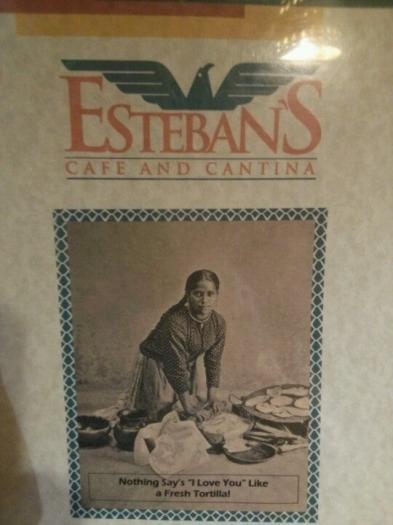 ESTEBAN'S
CAFE AND CANTINA
Nothing Say's "I Love You" Like
a Fresh Tortilla!